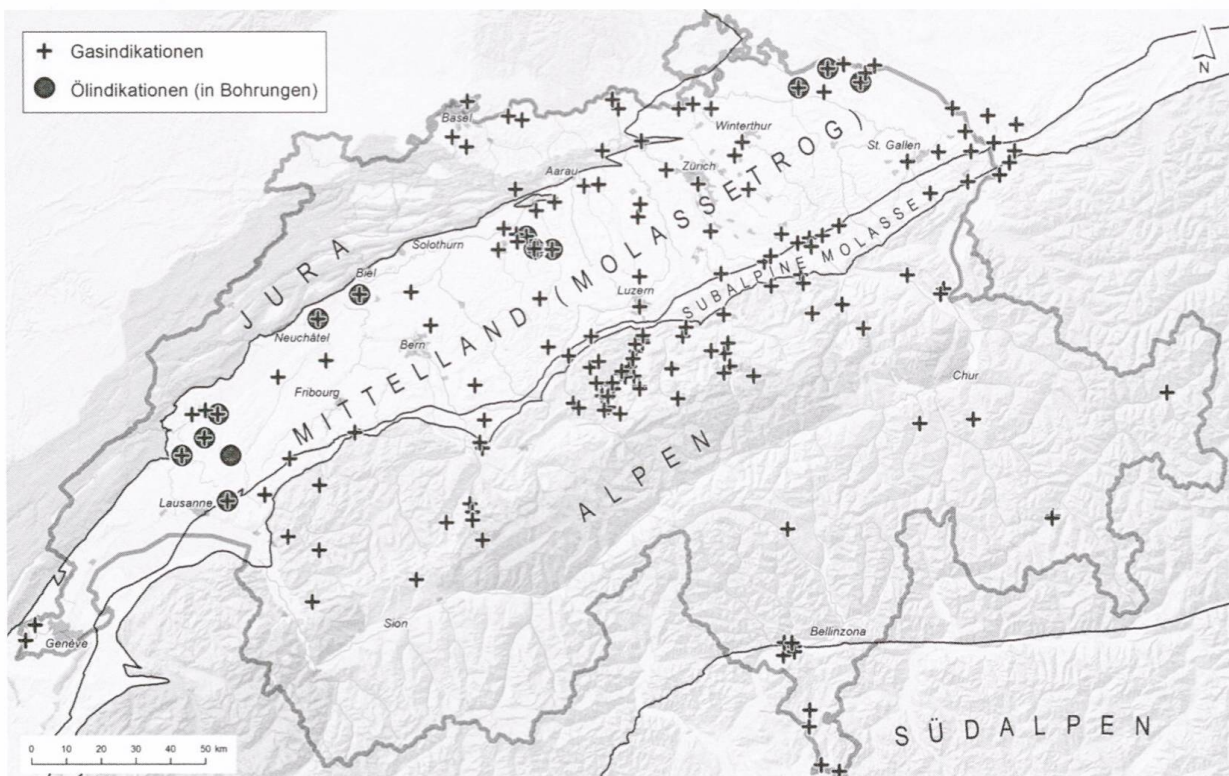 Gasindikationen
Ölindikationen (in Bohrungen)
N
Basel
Winterthur
St. Gallen
Aarau
Zürich
JURA
Solothurn
MITTELLAND (MOLASSETROG)
SUBALPINE MOLASSE
Biel
Luzern
Neuchâtel
Bern
Fribourg
Chur
ALPEN
Lausanne
Sion
Bellinzona
Genève
SÜDALPEN
0 10 20 30 40 50 km